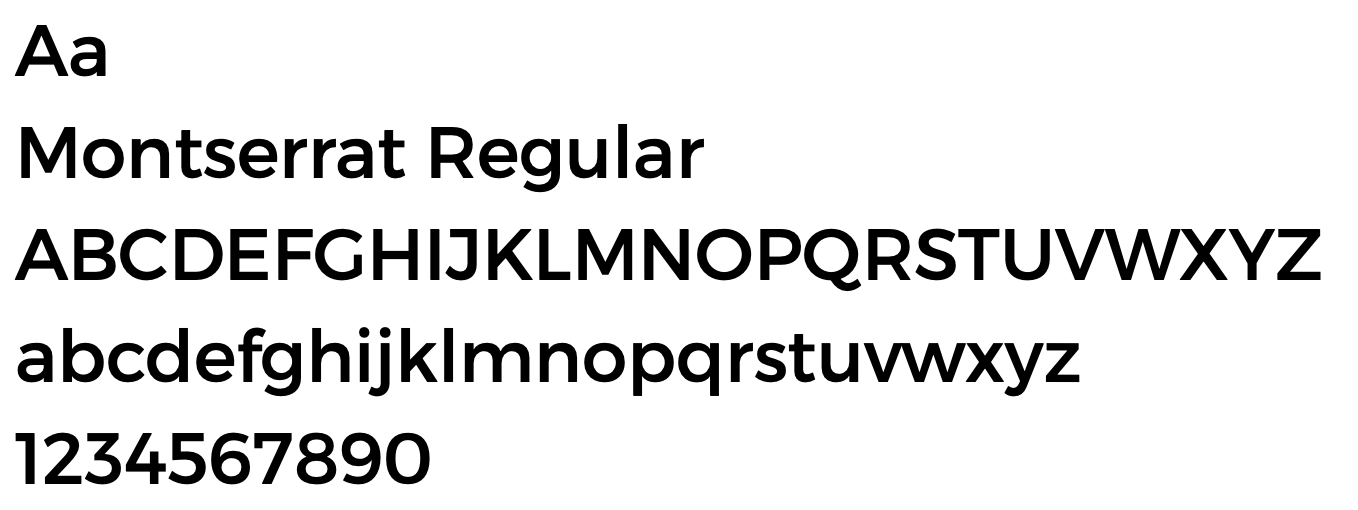 Aa
Montserrat Regular
ABCDEFGHIJKLMNOPQRSTUVWXYZ
abcdefghijklmnopqrstuvwxyz
1234567890